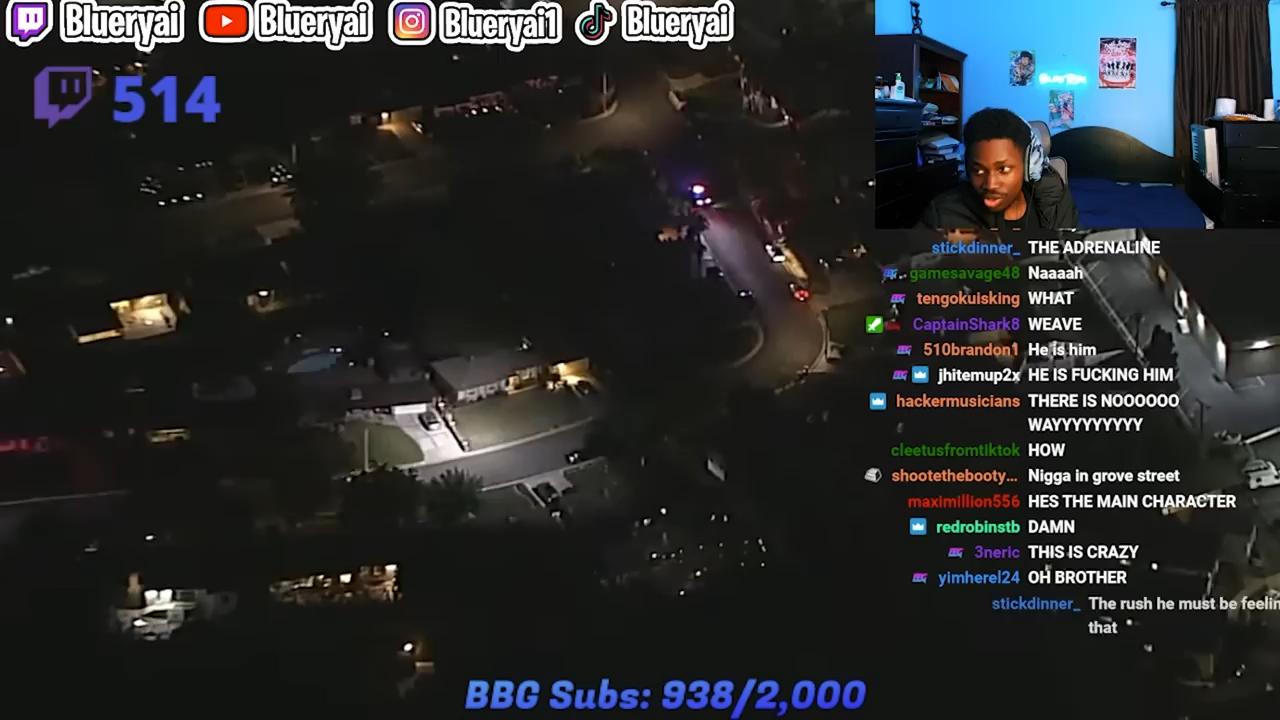 Blueryai Blueryai Blueryai1 Blueryai
514
stickdinner_ THE ADRENALINE
gamesavage48 Naaaah
tengokuisking WHAT
CaptainShark8 WEAVE
510brandon1 He is him
jhitemup2x HE IS FUCKING HIM
hackermusicians THERE IS NOOOOOO
WAYYYYYYYYY
cleetusfromtiktok HOW
shootethebooty... Nigga in grove street
maximillion556 HES THE MAIN CHARACTER
redrobinstb DAMN
3neric THIS IS CRAZY
yimherel24 OH BROTHER
stickdinner_ The rush he must be feelin
that
BBG Subs: 938/2,000